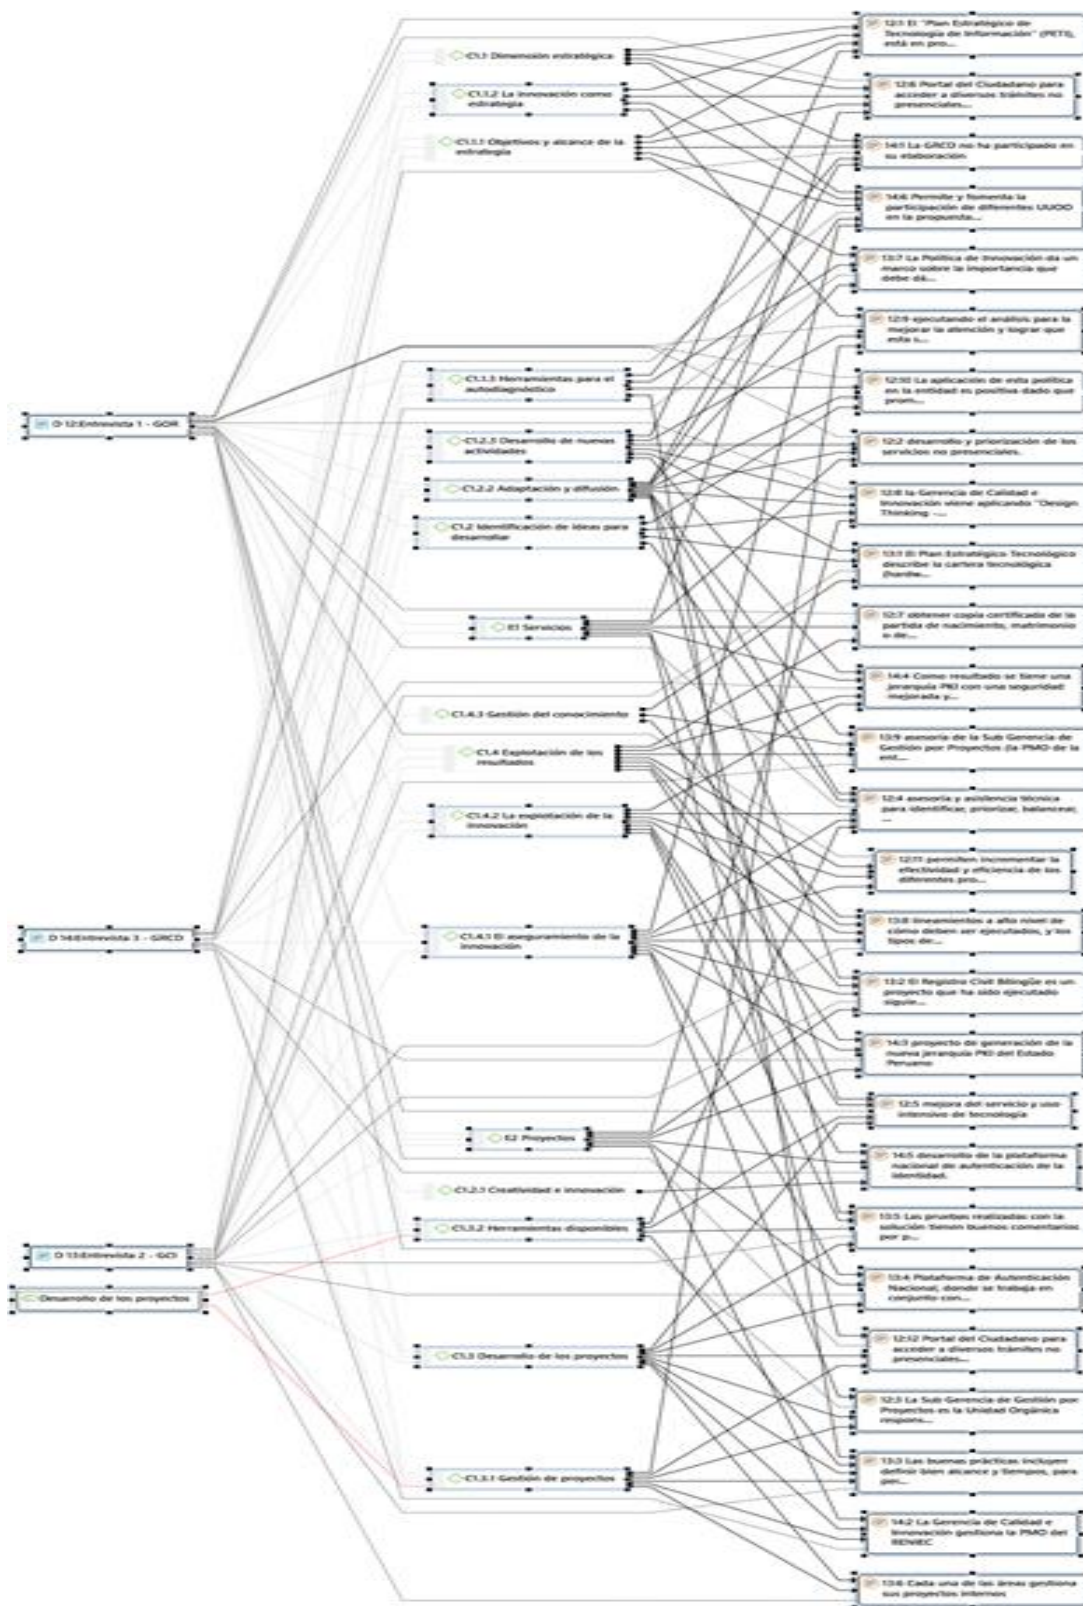 D 12:Entrevista 1 - GOR
D 14:Entrevista 3 - GRCD
D 13:Entrevista 2 - GCI
Desarrollo de los proyectos
C1.1 Dimensión estratégica
C1.1.2 La innovación como
estrategia
C1.1.1 Objetivos y alcance de la
estrategia
C1.1.3 Herramientas para el
autodiagnóstico
C1.2.3 Desarrollo de nuevas
actividades
C1.2.2 Adaptación y difusión
C1.2 Identificación de ideas para
desarrollar
E1 Servicios
C1.4.3 Gestión del conocimiento
C1.4 Explotación de los
resultados
C1.4.2 La explotación de la
innovación
C1.4.1 El aseguramiento de la
innovación
E2 Proyectos
C1.2.1 Creatividad e innovación
C1.3.2 Herramientas disponibles
C1.3 Desarrollo de los proyectos
C1.3.1 Gestión de proyectos
12:1 El "Plan Estratégico de
Tecnología de Información" (PETI),
está en pro...
12:6 Portal del Ciudadano para
acceder a diversos trámites no
presenciales...
14:1 La GRCD no ha participado en
su elaboración
14:6 Permite y fomenta la
participación de diferentes UUOO
en la propuesta...
13:7 La Política de Innovación da un
marco sobre la importancia que
debe dá...
12:9 ejecutando el análisis para la
mejorar la atención y lograr que
esta s...
12:10 La aplicación de esta política
en la entidad es positiva dado que
prom...
12:2 desarrollo y priorización de los
servicios no presenciales.
12:8 la Gerencia de Calidad e
Innovación viene aplicando "Design
Thinking -...
13:1 El Plan Estratégico Tecnológico
describe la cartera tecnológica
(hardw...
12:7 obtener copia certificada de la
partida de nacimiento, matrimonio
o de...
14:4 Como resultado se tiene una
jerarquía PKI con una seguridad
mejorada y...
13:9 asesoría de la Sub Gerencia de
Gestión por Proyectos (la PMO de la
ent...
12:4 asesoría y asistencia técnica
para identificar, priorizar, balancear,
...
12:11 permiten incrementar la
efectividad y eficiencia de los
diferentes pro...
13:8 lineamientos a alto nivel de
cómo deben ser ejecutados, y los
tipos de...
13:2 El Registro Civil Bilingüe es un
proyecto que ha sido ejecutado
siguie...
14:3 proyecto de generación de la
nueva jerarquía PKI del Estado
Peruano
12:5 mejora del servicio y uso
intensivo de tecnología
14:5 desarrollo de la plataforma
nacional de autenticación de la
identidad.
13:5 Las pruebas realizadas con la
solución tienen buenos comentarios
por p...
13:4 Plataforma de Autenticación
Nacional, donde se trabaja en
conjunto con...
12:12 Portal del Ciudadano para
acceder a diversos trámites no
presenciales...
12:3 La Sub Gerencia de Gestión por
Proyectos es la Unidad Orgánica
respons...
13:3 Las buenas prácticas incluyen
definir bien alcance y tiempos, para
per...
14:2 La Gerencia de Calidad e
Innovación gestiona la PMO del
RENIEC
13:6 Cada una de las áreas gestiona
sus proyectos internos